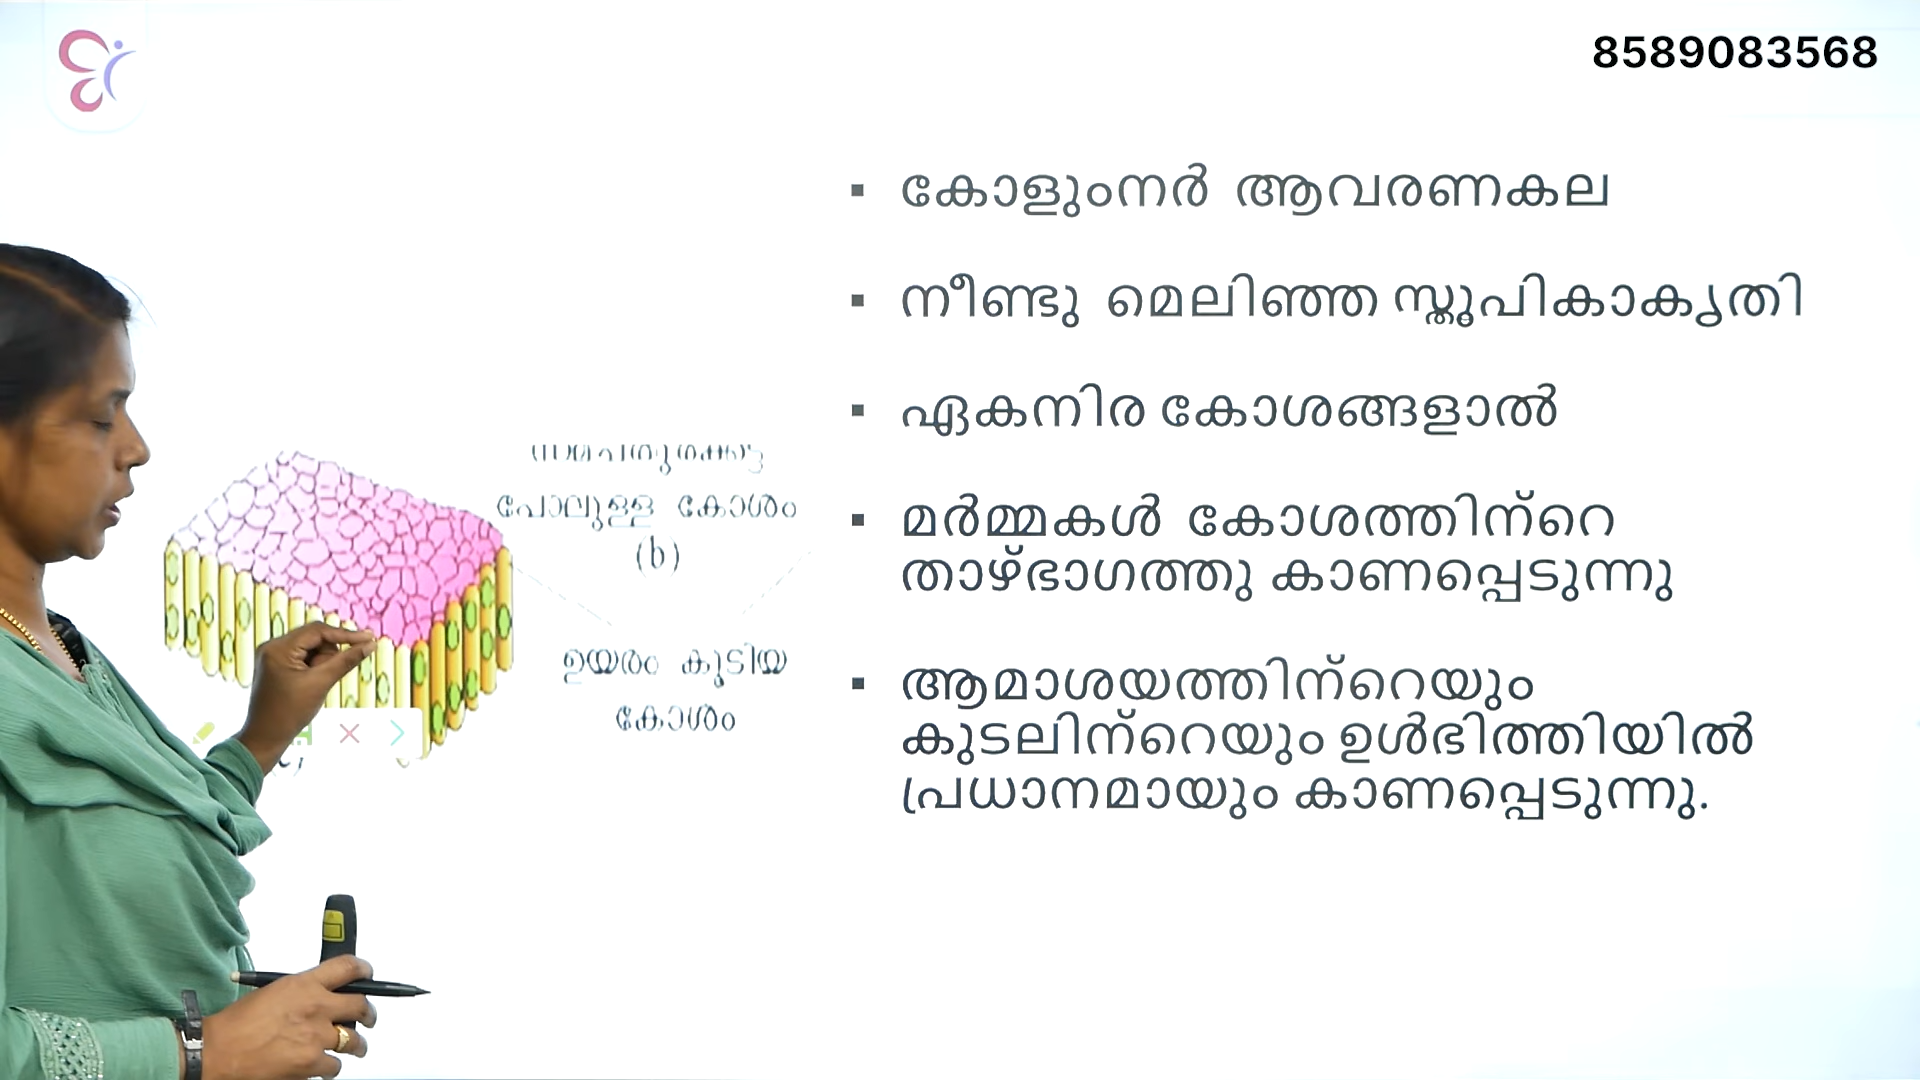 8589083568
കോളുംനർ ആവരണകല
നീണ്ടു മെലിഞ്ഞ സ്തൂപികാകൃതി
ഏകനിര കോശങ്ങളാൽ
മർമ്മകൾ കോശത്തിന്റെ
താഴ്ഭാഗത്തു കാണപ്പെടുന്നു
ആമാശയത്തിന്റെയും
കുടലിന്റെയും ഉൾഭിത്തിയിൽ
പ്രധാനമായും കാണപ്പെടുന്നു.
പോലുള്ള കോശം
(b)
ഉയരം കൂടിയ
കോശം